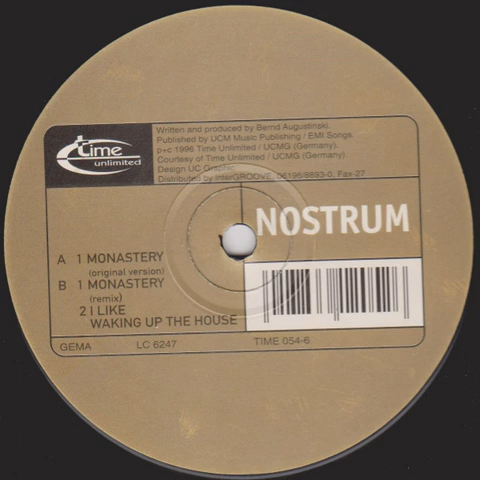 time
unlimited
Written and produced by Bernd Augustinski.
Published by UCM Music Publishing / EMI Songs.
p+c 1996 Time Unlimited / UCMG (Germany).
Courtesy of Time Unlimited / UCMG (Germany).
Design UC Graphic.
Distributed by interGROOVE, 06196/8893-0, Fax-27
NOSTRUM
A 1 MONASTERY
(original version)
B 1 MONASTERY
(remix)
2 I LIKE
WAKING UP THE HOUSE
GEMA LC 6247 TIME 054-6